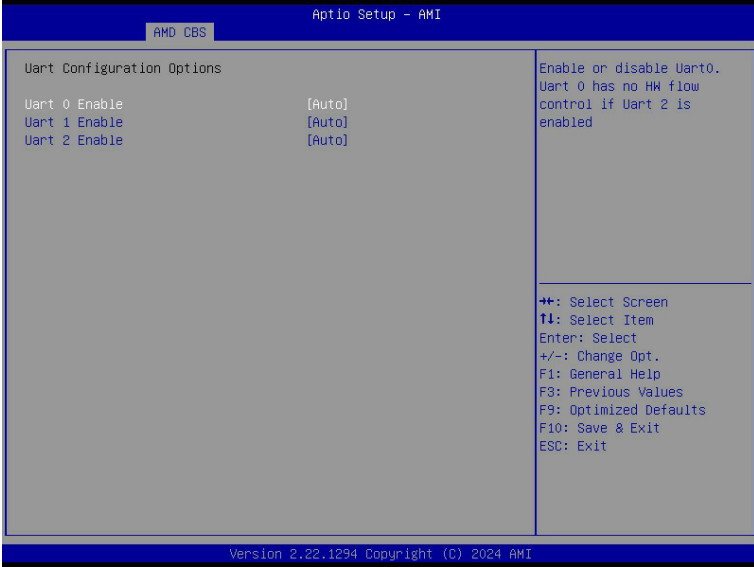 Aptio Setup – AMI
AMD CBS
Uart Configuration Options
Uart 0 Enable [Auto]
Uart 1 Enable [Auto]
Uart 2 Enable [Auto]
Enable or disable Uart0.
Uart 0 has no HW flow
control if Uart 2 is
enabled
→←: Select Screen
↑↓: Select Item
Enter: Select
+/-: Change Opt.
F1: General Help
F3: Previous Values
F9: Optimized Defaults
F10: Save & Exit
ESC: Exit
Version 2.22.1294 Copyright (C) 2024 AMI